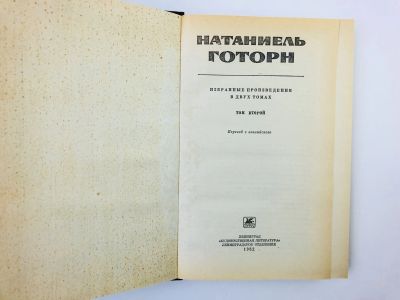 НАТАНИЕЛЬ
ГОТОРН
ИЗБРАННЫЕ ПРОИЗВЕДЕНИЯ
В ДВУХ ТОМАХ
ТОМ ВТОРОЙ
Перевод с английского
ЛЕНИНГРАД
«ХУДОЖЕСТВЕННАЯ ЛИТЕРАТУРА»
ЛЕНИНГРАДСКОЕ ОТДЕЛЕНИЕ
1982